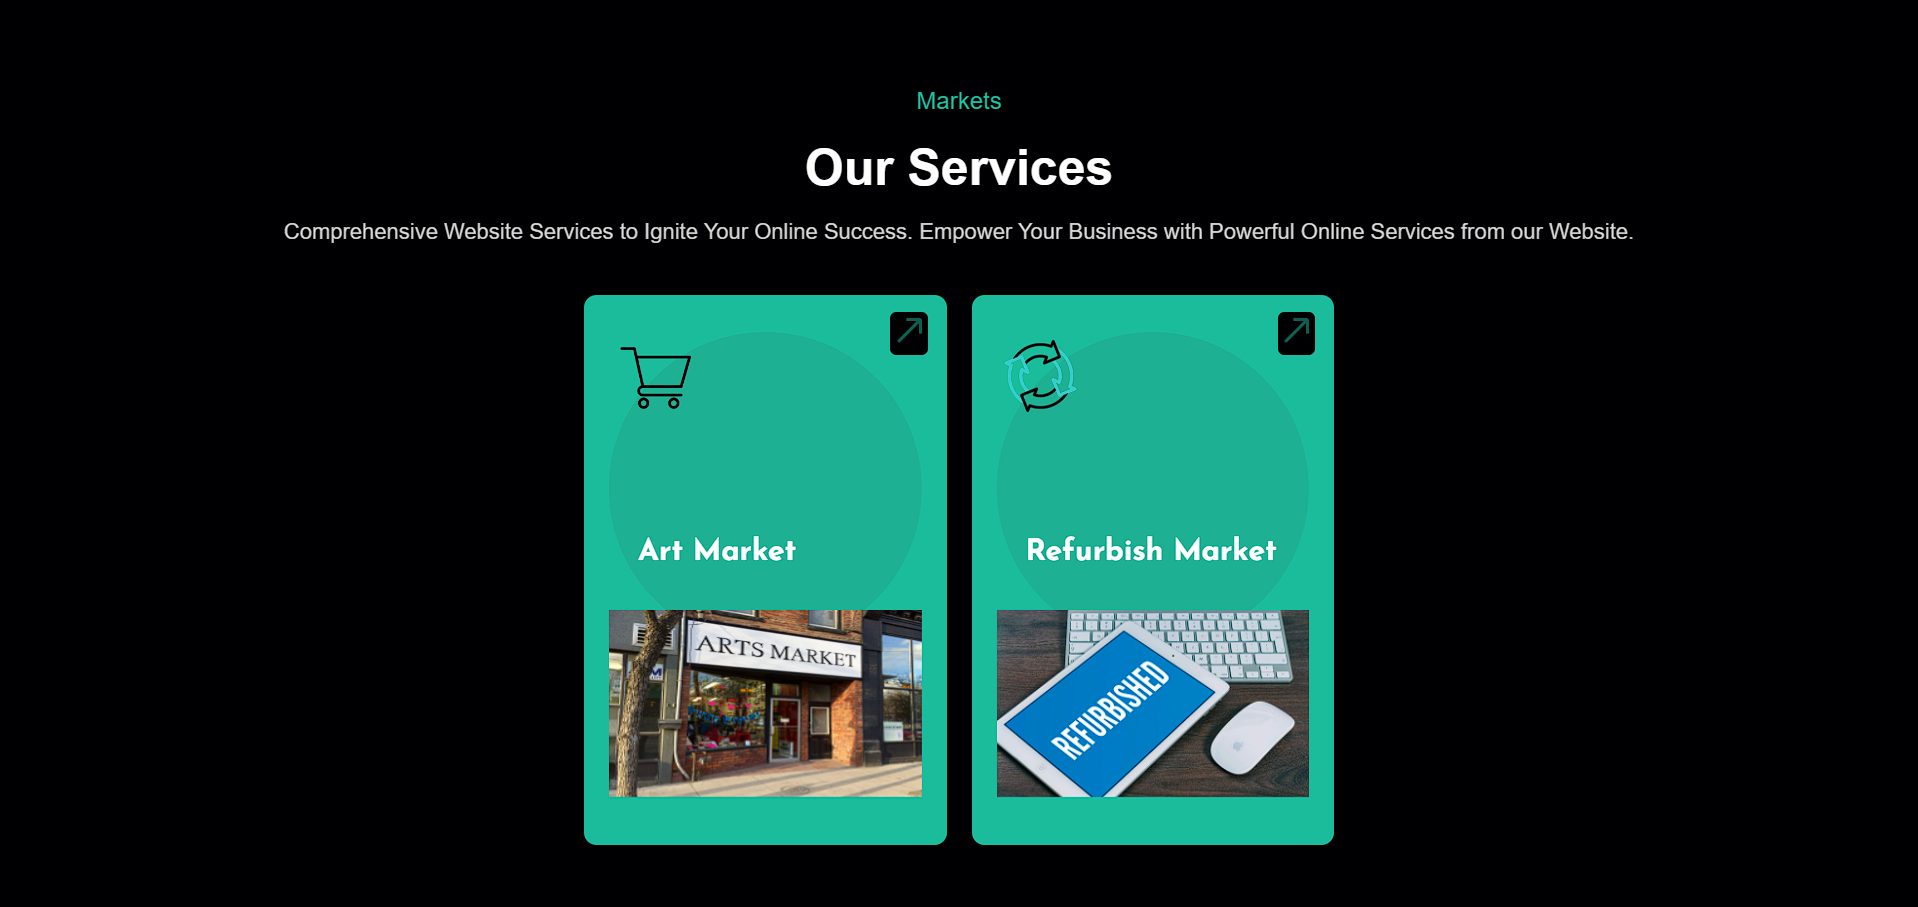 Markets
Our Services
Comprehensive Website Services to Ignite Your Online Success. Empower Your Business with Powerful Online Services from our Website.
Art Market
Refurbish Market
ARTS MARKET
REFURBISHED